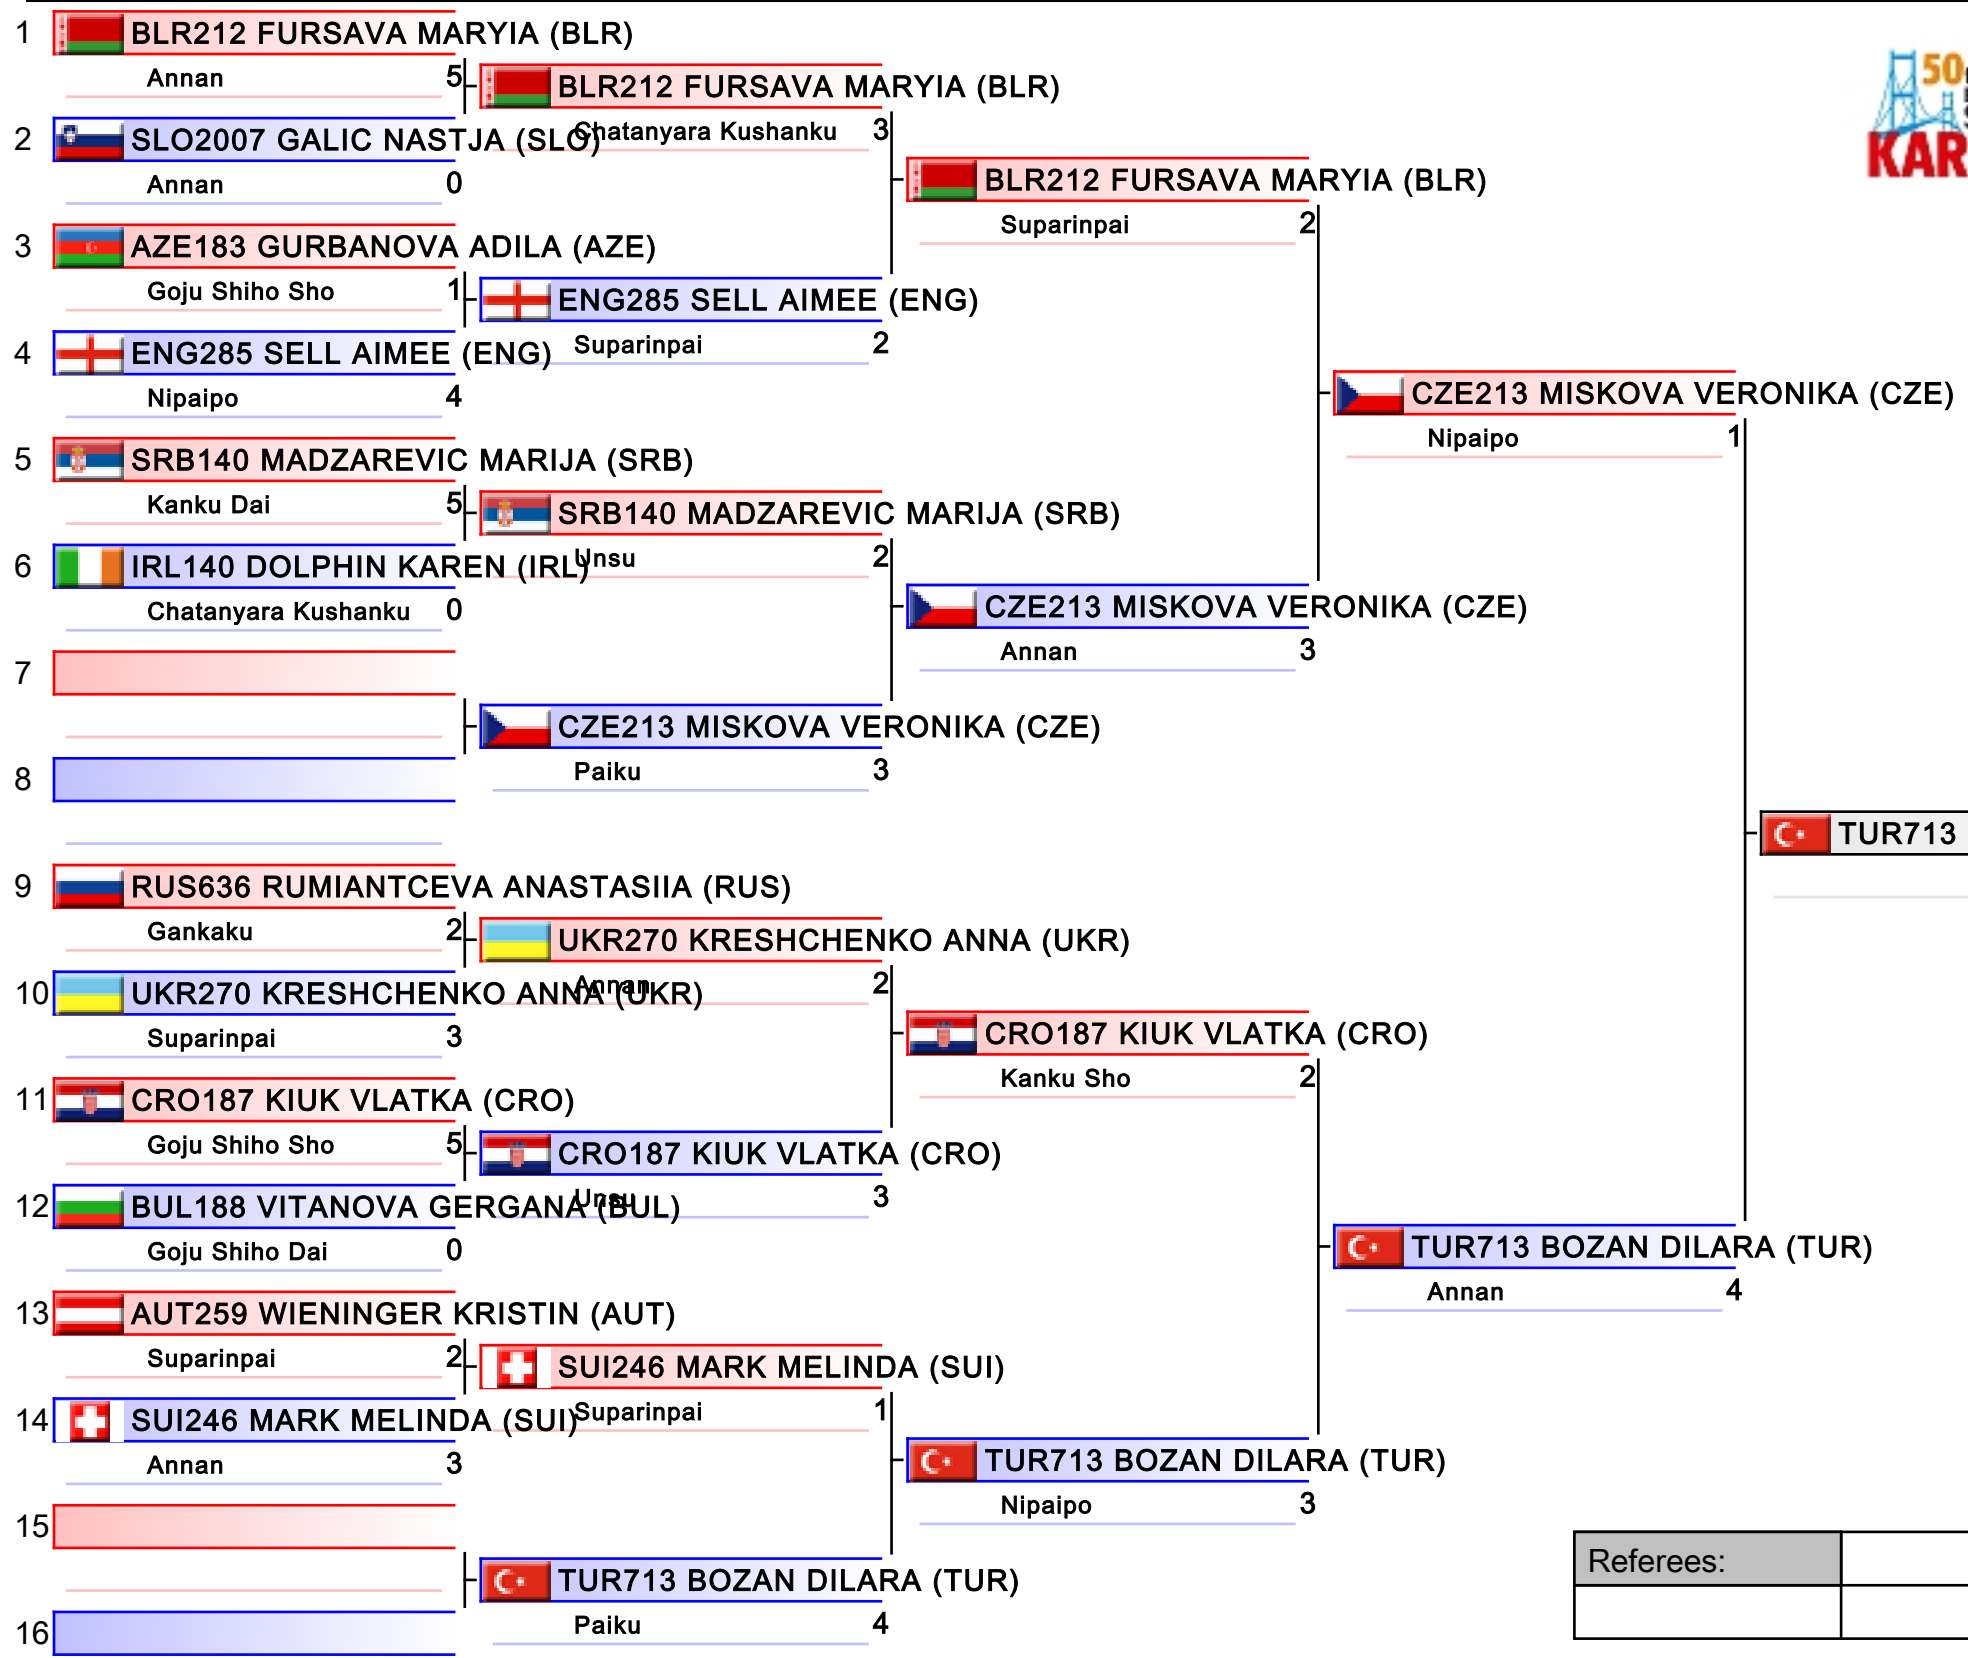 1 BLR212 FURSAVA MARYIA (BLR)
Annan 5
2 SLO2007 GALIC NASTJA (SLO)
Annan 0
3 AZE183 GURBANOVA ADILA (AZE)
Goju Shiho Sho 1
4 ENG285 SELL AIMEE (ENG)
Nipaipo 4
5 SRB140 MADZAREVIC MARIJA (SRB)
Kanku Dai 5
6 IRL140 DOLPHIN KAREN (IRL)
Chatanyara Kushanku 0
7
8
9 RUS636 RUMIANTCEVA ANASTASIIA (RUS)
Gankaku 2
10 UKR270 KRESHCHENKO ANNA (UKR)
Suparinpai 3
11 CRO187 KIUK VLATKA (CRO)
Goju Shiho Sho 5
12 BUL188 VITANOVA GERGANA (BUL)
Goju Shiho Dai 0
13 AUT259 WIENINGER KRISTIN (AUT)
Suparinpai 2
14 SUI246 MARK MELINDA (SUI)
Annan 3
15
16
BLR212 FURSAVA MARYIA (BLR)
Chatanyara Kushanku 3
ENG285 SELL AIMEE (ENG)
Suparinpai 2
SRB140 MADZAREVIC MARIJA (SRB)
Unsu 2
CZE213 MISKOVA VERONIKA (CZE)
Paiku 3
UKR270 KRESHCHENKO ANNA (UKR)
Annan 2
CRO187 KIUK VLATKA (CRO)
Unsu 3
SUI246 MARK MELINDA (SUI)
Suparinpai 1
TUR713 BOZAN DILARA (TUR)
Paiku 4
BLR212 FURSAVA MARYIA (BLR)
Suparinpai 2
CZE213 MISKOVA VERONIKA (CZE)
Annan 3
CRO187 KIUK VLATKA (CRO)
Kanku Sho 2
TUR713 BOZAN DILARA (TUR)
Nipaipo 3
CZE213 MISKOVA VERONIKA (CZE)
Nipaipo 1
TUR713 BOZAN DILARA (TUR)
Annan 4
TUR713
50
KAR
Referees: